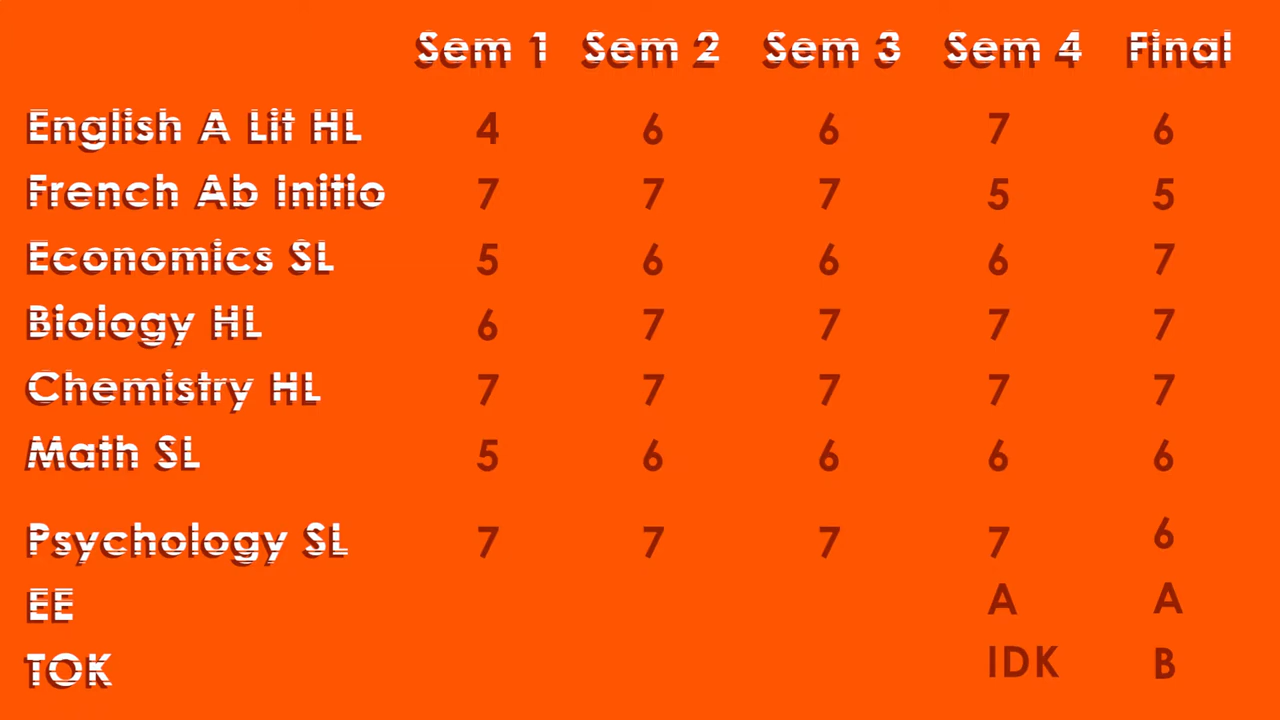 Sem 1 Sem 2 Sem 3 Sem 4 Final
English A Lit HL 4 6 6 7 6
French Ab Initio 7 7 7 5 5
Economics SL 5 6 6 6 7
Biology HL 6 7 7 7 7
Chemistry HL 7 7 7 7 7
Math SL 5 6 6 6 6
Psychology SL 7 7 7 7 6
EE A A
TOK IDK B